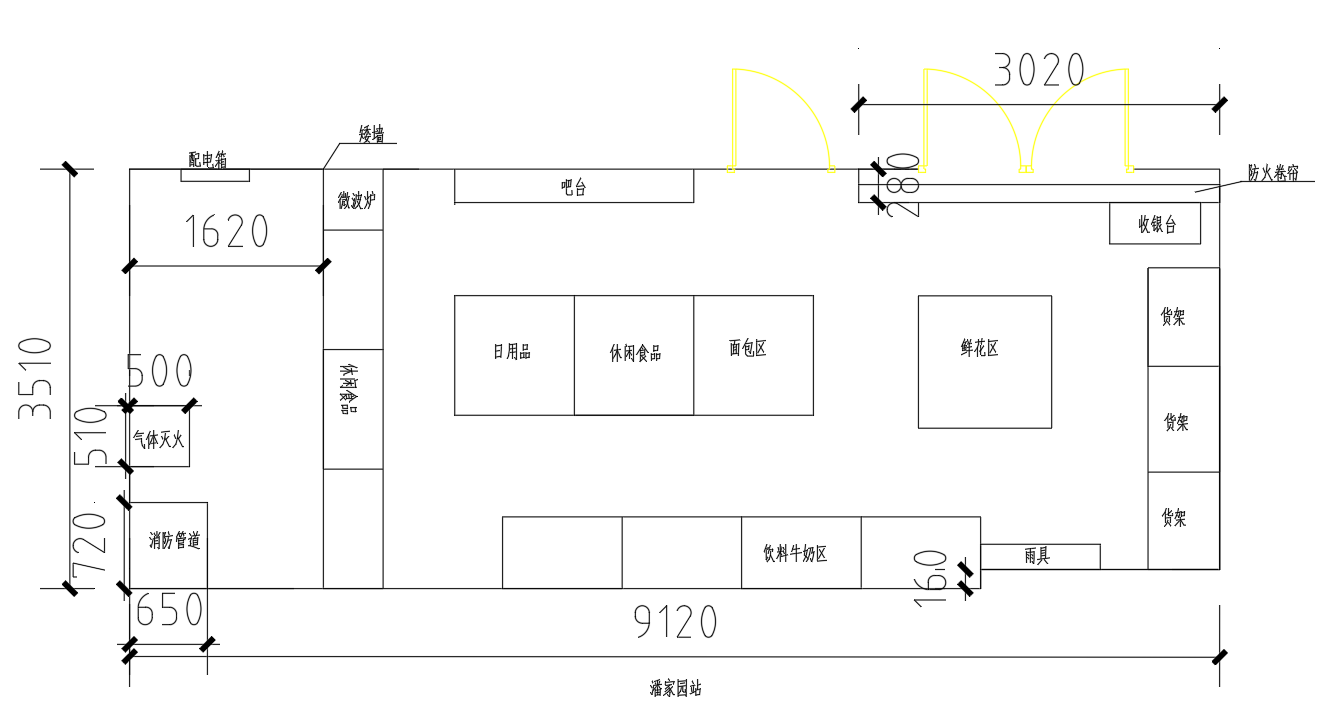 3020
矮墙
配电箱
防火卷帘
280
吧台
微波炉
收银台
1620
3510
货架
日用品
休闲食品
面包区
鲜花区
500
休闲食品
510
气体灭火
货架
720
消防管道
货架
饮料牛奶区
雨具
160
650
9120
潘家园站